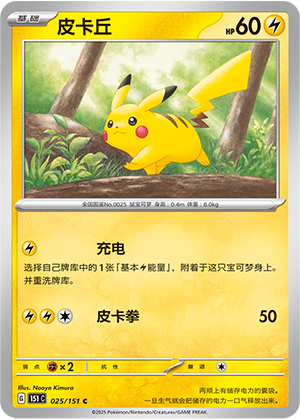 基础 皮卡丘 HP60
全国图鉴No.0025 鼠宝可梦 身高：0.4m 体重：6.0kg
充电
选择自己牌库中的1张「基本能量」，附着于这只宝可梦身上。
并重洗牌库。
皮卡拳 50
弱点 ×2 抗性 撤退
Illus. Naoyo Kimura
G 151 C 025/151 C
两颊上有储存电力的囊袋。
一旦生气就会把储存的电力一口气释放出来。
©2025 Pokémon/Nintendo/Creatures/GAME FREAK.